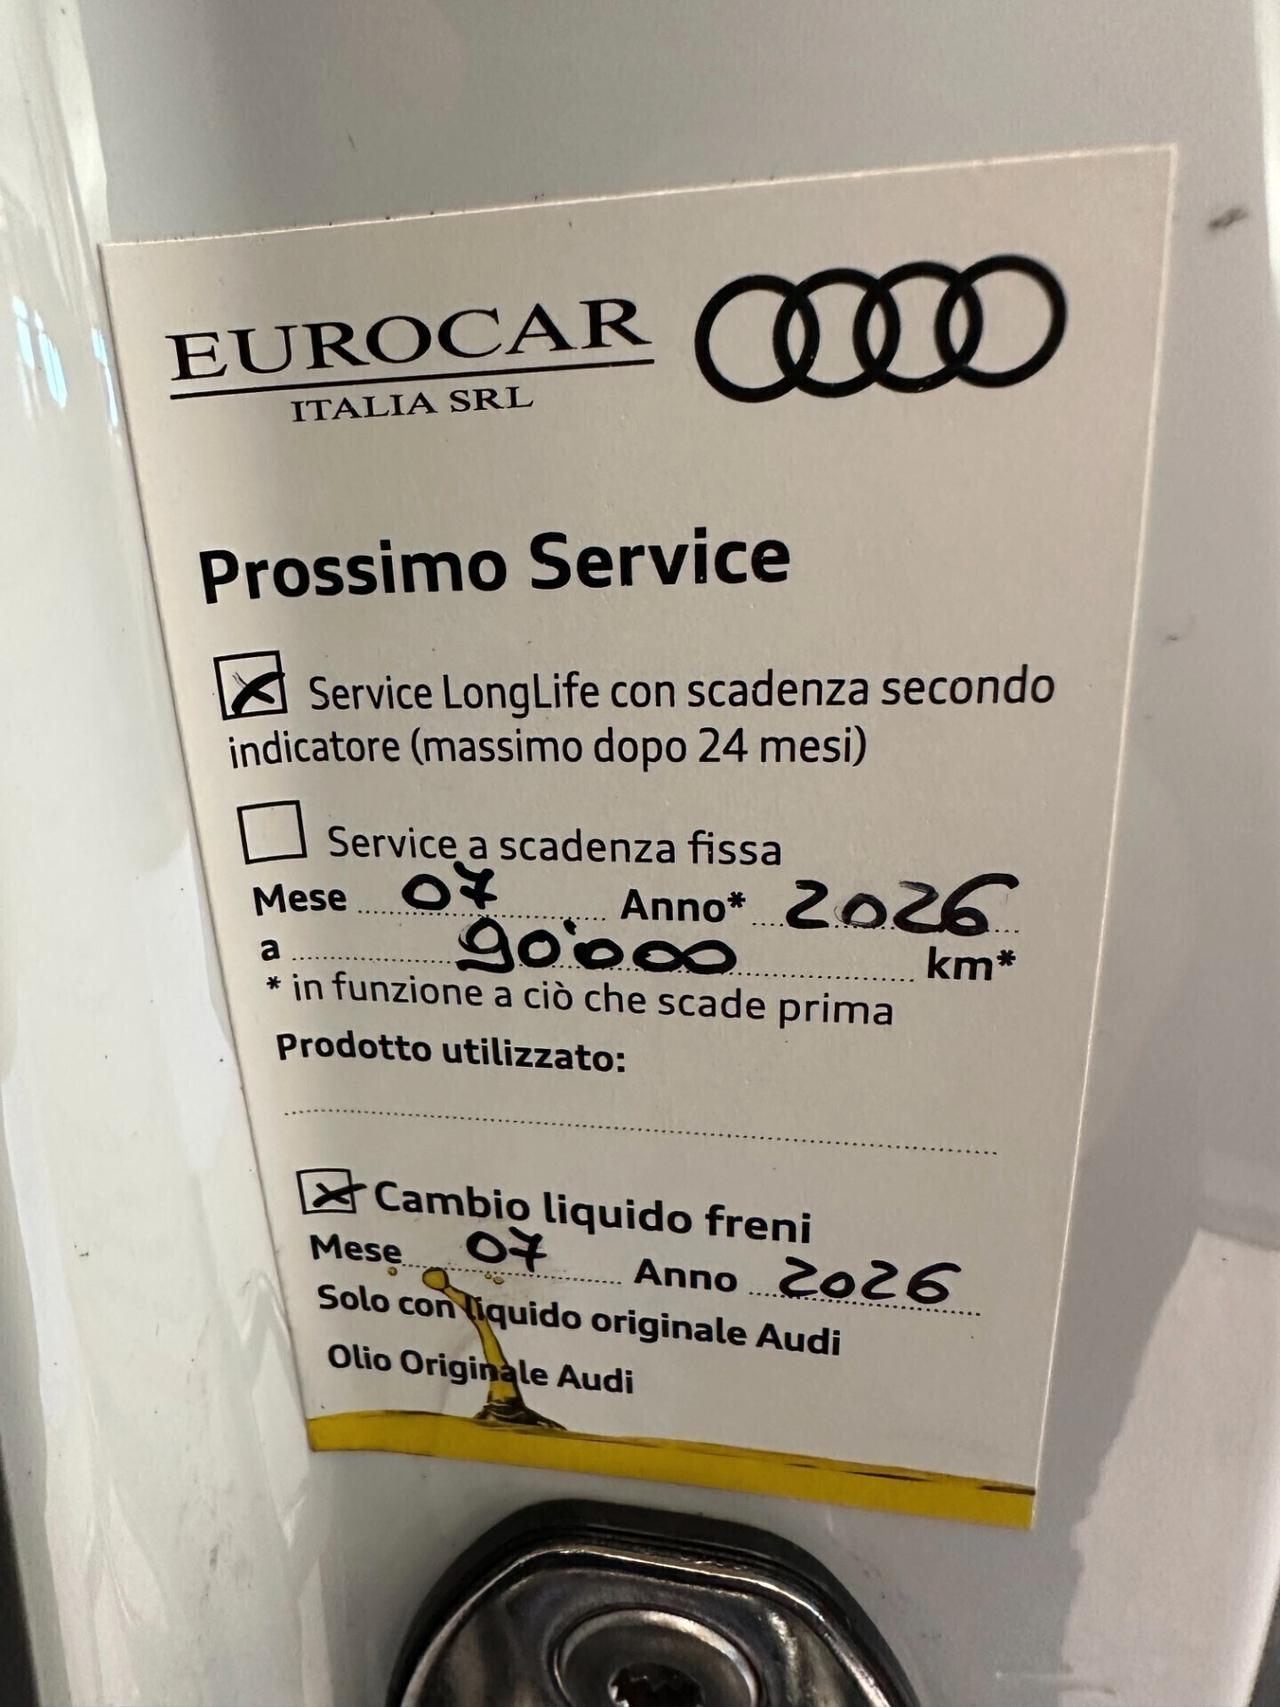 EUROCAR
ITALIA SRL
Prossimo Service
Service LongLife con scadenza secondo
indicatore (massimo dopo 24 mesi)
Service a scadenza fissa
Mese 07 Anno* 2026
a 90'000 km*
* in funzione a ciò che scade prima
Prodotto utilizzato:
Cambio liquido freni
Mese 07 Anno 2026
Solo con liquido originale Audi
Olio Originale Audi